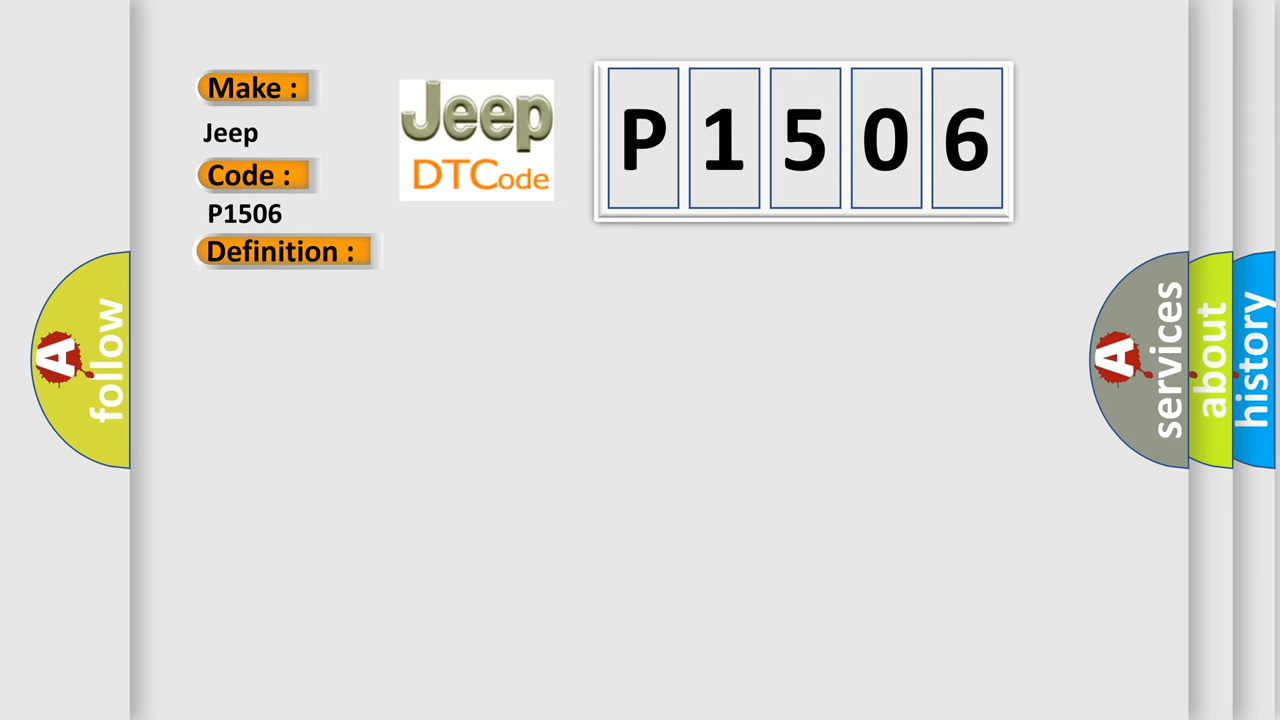 Make :
Jeep
Code :
P1506
Definition :
Jeep
DTCode
P 1 5 0 6
A
follow
A
services
about
history